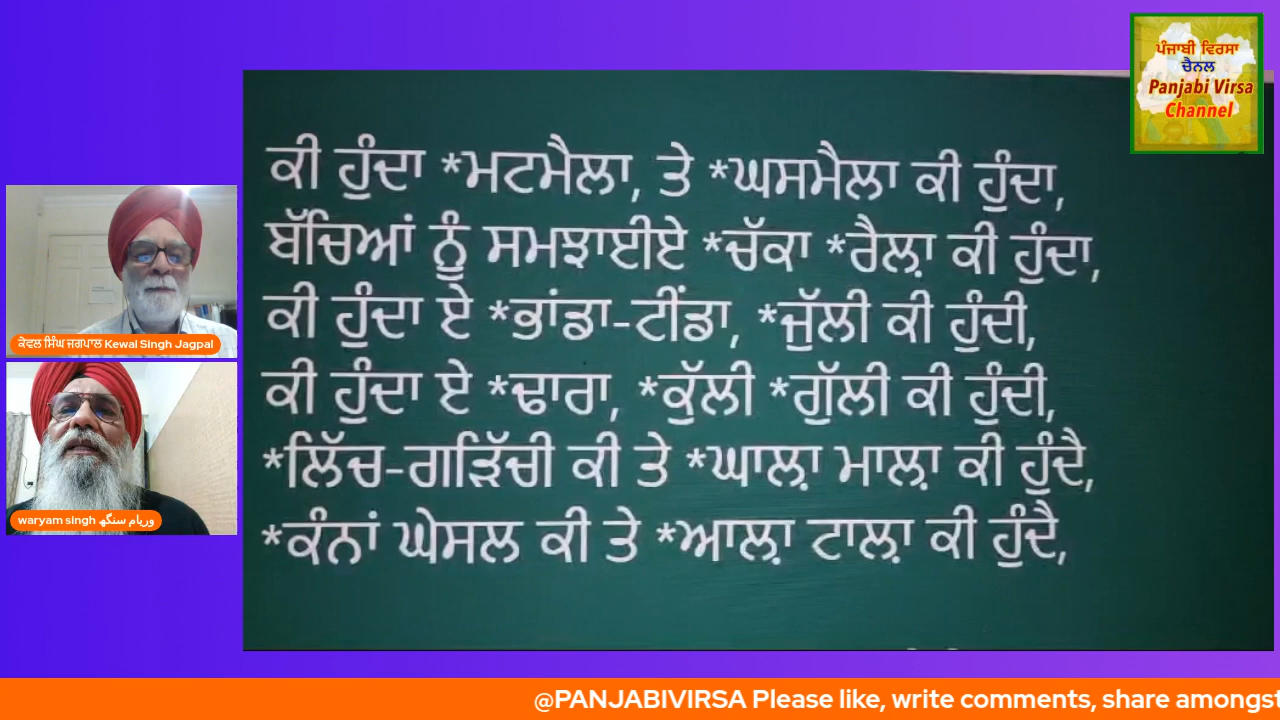 ਪੰਜਾਬੀ ਵਿਰਸਾ
ਚੈਨਲ
Panjabi Virsa
Channel
ਕੀ ਹੁੰਦਾ *ਮਟਮੈਲਾ, ਤੇ *ਘਸਮੈਲਾ ਕੀ ਹੁੰਦਾ,
ਬੱਚਿਆਂ ਨੂੰ ਸਮਝਾਈਏ *ਚੱਕਾ *ਰੈਲਾ਼ ਕੀ ਹੁੰਦਾ,
ਕੀ ਹੁੰਦਾ ਏ *ਭਾਂਡਾ-ਟੀਂਡਾ, *ਜੁੱਲੀ ਕੀ ਹੁੰਦੀ,
ਕੀ ਹੁੰਦਾ ਏ *ਢਾਰਾ, *ਕੁੱਲੀ *ਗੁੱਲੀ ਕੀ ਹੁੰਦੀ,
*ਲਿੱਚ-ਗੜਿੱਚੀ ਕੀ ਤੇ *ਘਾਲਾ਼ ਮਾਲਾ਼ ਕੀ ਹੁੰਦੈ,
*ਕੰਨਾਂ ਘੇਸਲ ਕੀ ਤੇ *ਆਲਾ਼ ਟਾਲਾ਼ ਕੀ ਹੁੰਦੈ,
ਕੇਵਲ ਸਿੰਘ ਜਗਪਾਲ Kewal Singh Jagpal
waryam singh وریام سنگھ
@PANJABIVIRSA Please like, write comments, share amongst